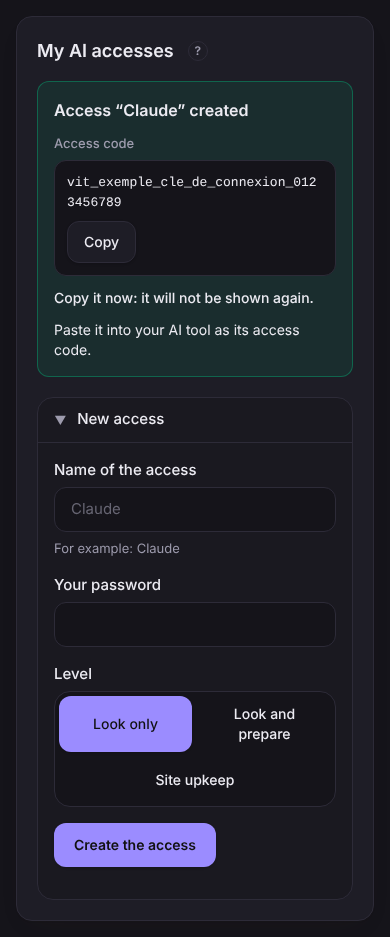 My AI accesses ?
Access “Claude” created
Access code
vit_exemple_cle_de_connexion_012
3456789
Copy
Copy it now: it will not be shown again.
Paste it into your AI tool as its access
code.
▼ New access
Name of the access
Claude
For example: Claude
Your password
Level
Look only
Look and
prepare
Site upkeep
Create the access